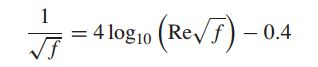 1/√f = 4 log₁₀ (Re√f) – 0.4